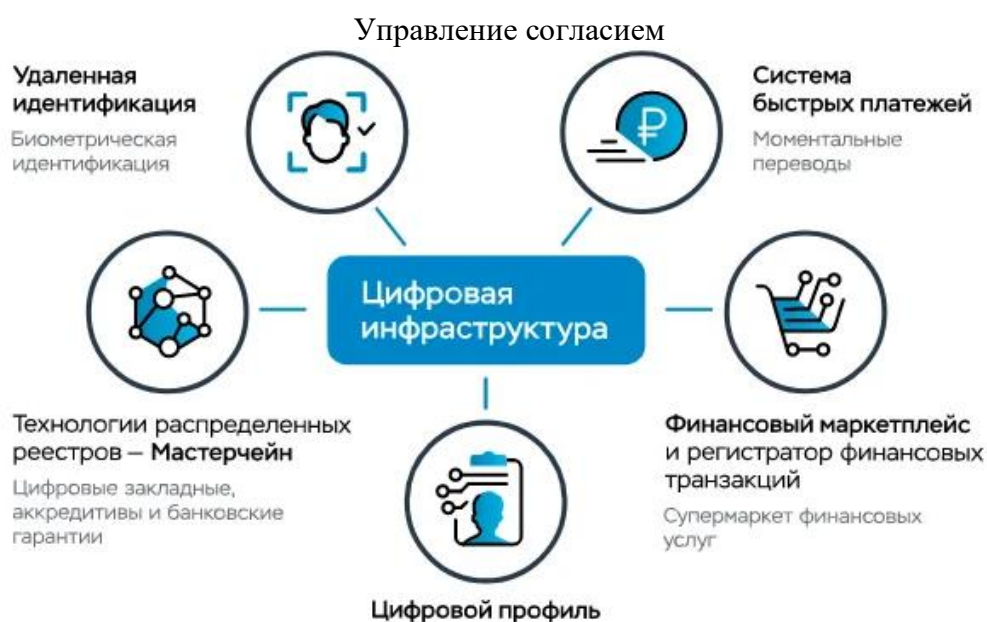 Управление согласием
Удаленная
идентификация
Биометрическая
идентификация
Система
быстрых платежей
Моментальные
переводы
Цифровая
инфраструктура
Технологии распределенных
реестров – Мастерчейн
Цифровые закладные,
аккредитивы и банковские
гарантии
Финансовый маркетплейс
и регистратор финансовых
транзакций
Супермаркет финансовых
услуг
Цифровой профиль